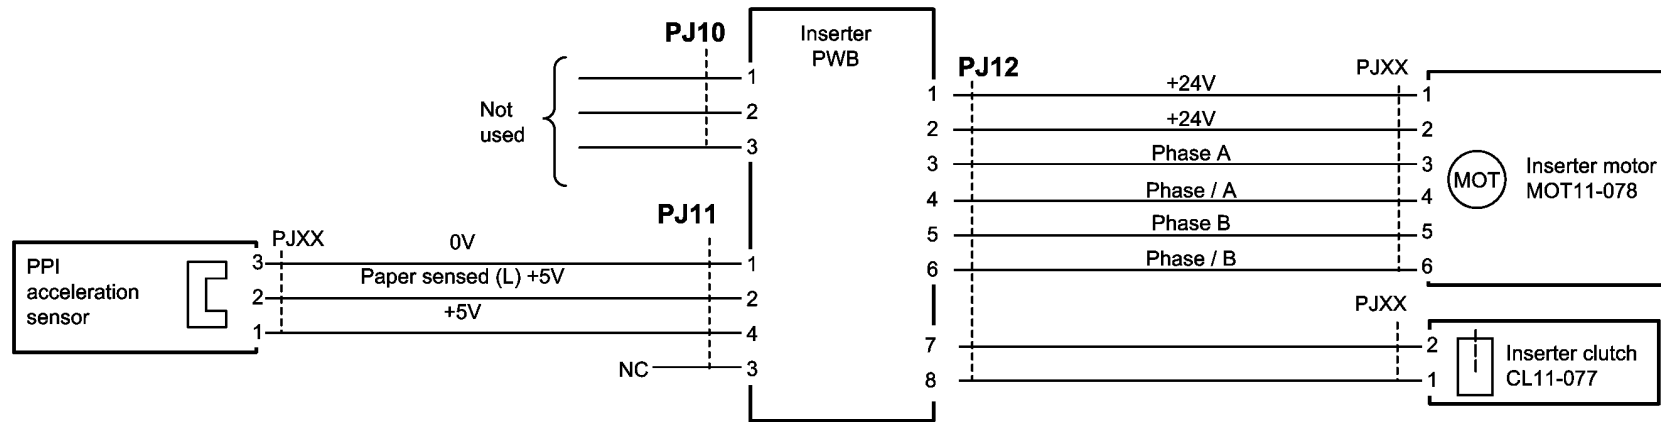 PJ10
Inserter
PWB
Not
used
1
2
3
PJ11
PPI
acceleration
sensor
PJXX
3
0V
1
2
Paper sensed (L) +5V
2
1
+5V
4
NC
3
PJ12
PJXX
1
+24V
1
2
+24V
2
3
Phase A
3
4
Phase / A
4
5
Phase B
5
6
Phase / B
6
MOT
Inserter motor
MOT11-078
PJXX
7
2
8
1
Inserter clutch
CL11-077